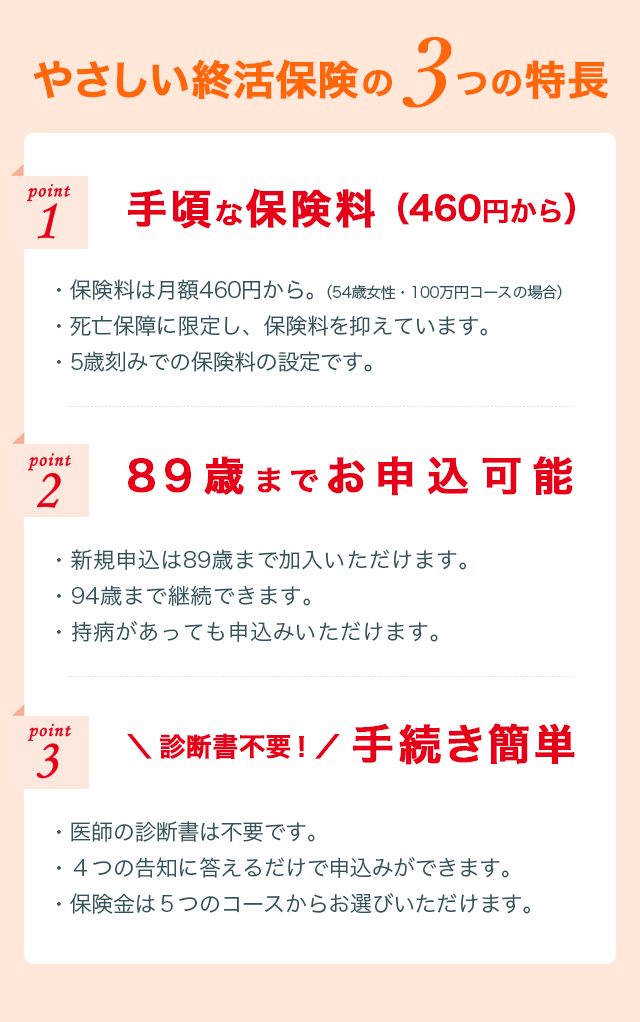 やさしい終活保険の3つの特長
point
1
手頃な保険料（460円から）
・保険料は月額460円から。（54歳女性・100万円コースの場合）
・死亡保障に限定し、保険料を抑えています。
・5歳刻みでの保険料の設定です。
point
2
89歳までお申込可能
・新規申込は89歳まで加入いただけます。
・94歳まで継続できます。
・持病があっても申込みいただけます。
point
3
＼ 診断書不要！／ 手続き簡単
・医師の診断書は不要です。
・４つの告知に答えるだけで申込みができます。
・保険金は５つのコースからお選びいただけます。